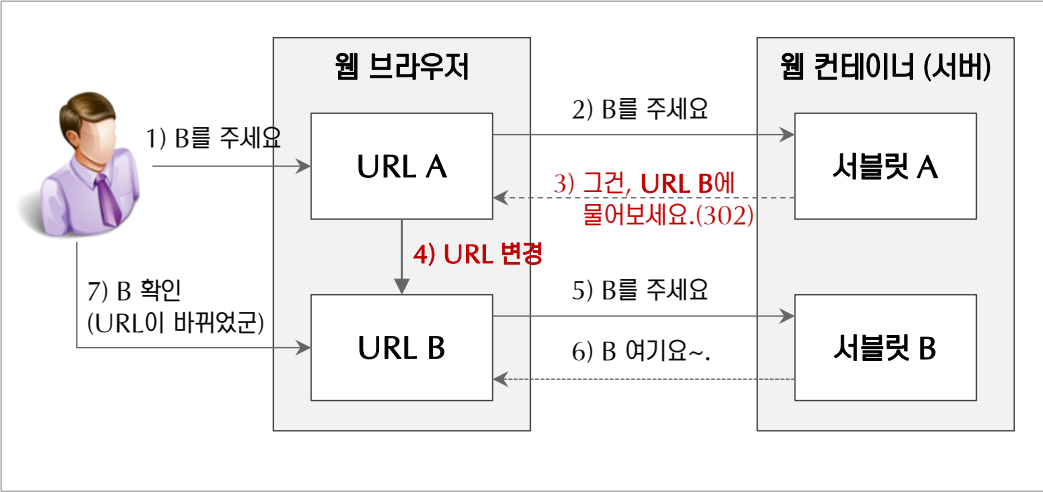 웹 브라우저
웹 컨테이너 (서버)
1) B를 주세요
URL A
2) B를 주세요
서블릿 A
3) 그건, URL B에
물어보세요.(302)
4) URL 변경
URL B
5) B를 주세요
서블릿 B
6) B 여기요~.
7) B 확인
(URL이 바뀌었군)